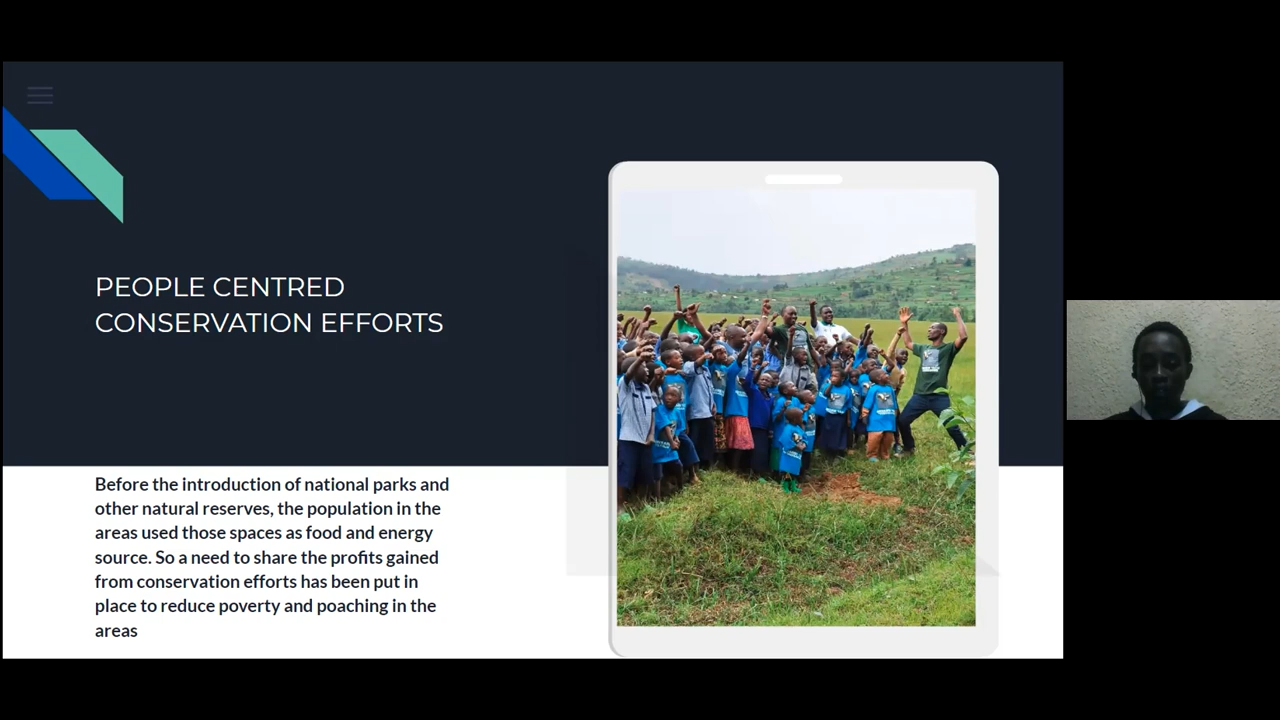 PEOPLE CENTRED
CONSERVATION EFFORTS
Before the introduction of national parks and
other natural reserves, the population in the
areas used those spaces as food and energy
source. So a need to share the profits gained
from conservation efforts has been put in
place to reduce poverty and poaching in the
areas